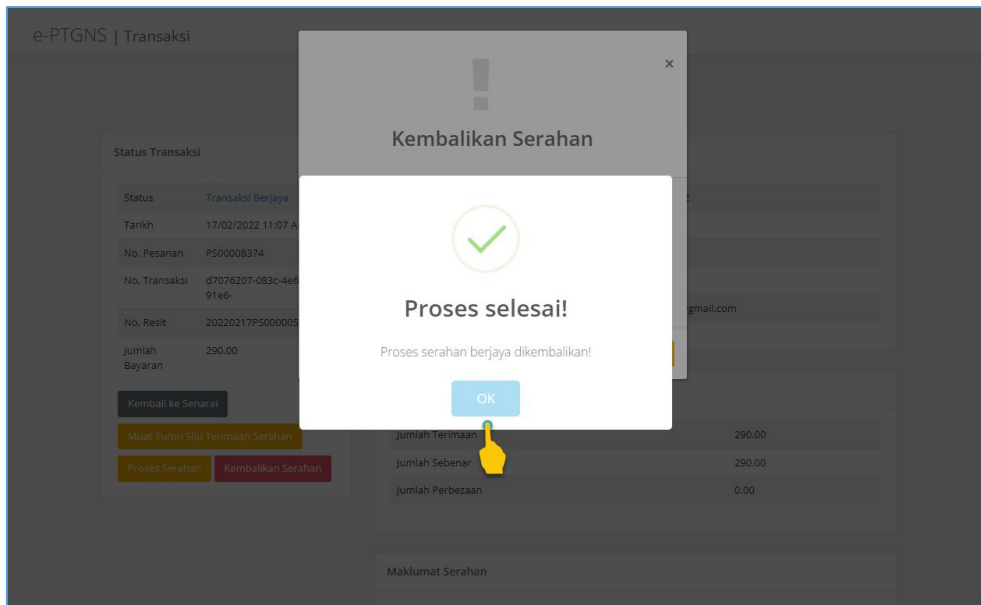 e-PTGNS | Transaksi
×
Kembalikan Serahan
Status Transaksi
Status Transaksi Berjaya
Tarikh 17/02/2022 11:07 A
No. Pesanan PS00008374
No. Transaksi d7076207-083c-4e6
91e6-
No. Resit 20220217PS000005
Jumlah
Bayaran 290.00
Kembali ke Senarai
Muat Turun Slip Terimaan Serahan
Proses Serahan Kembalikan Serahan
Proses selesai!
Proses serahan berjaya dikembalikan!
OK
gmail.com
Jumlah Terimaan 290.00
Jumlah Sebenar 290.00
Jumlah Perbezaan 0.00
Maklumat Serahan